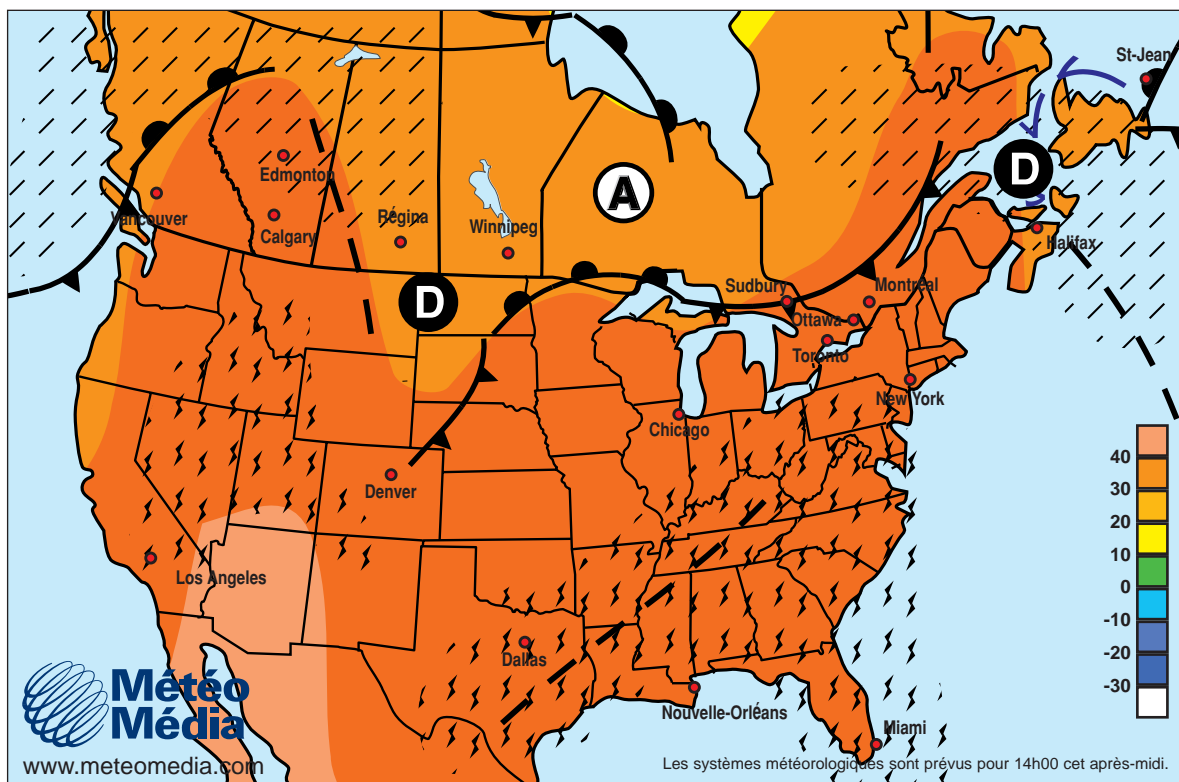 St-Jean
D
A
Edmonton
Vancouver
Calgary
Régina
Winnipeg
Halifax
D
Sudbury
Montréal
Ottawa
Toronto
New York
Chicago
Denver
Los Angeles
Dallas
Nouvelle-Orléans
Miami
40
30
20
10
0
-10
-20
-30
Météo
Média
www.meteomedia.com
Les systèmes météorologiques sont prévus pour 14h00 cet après-midi.